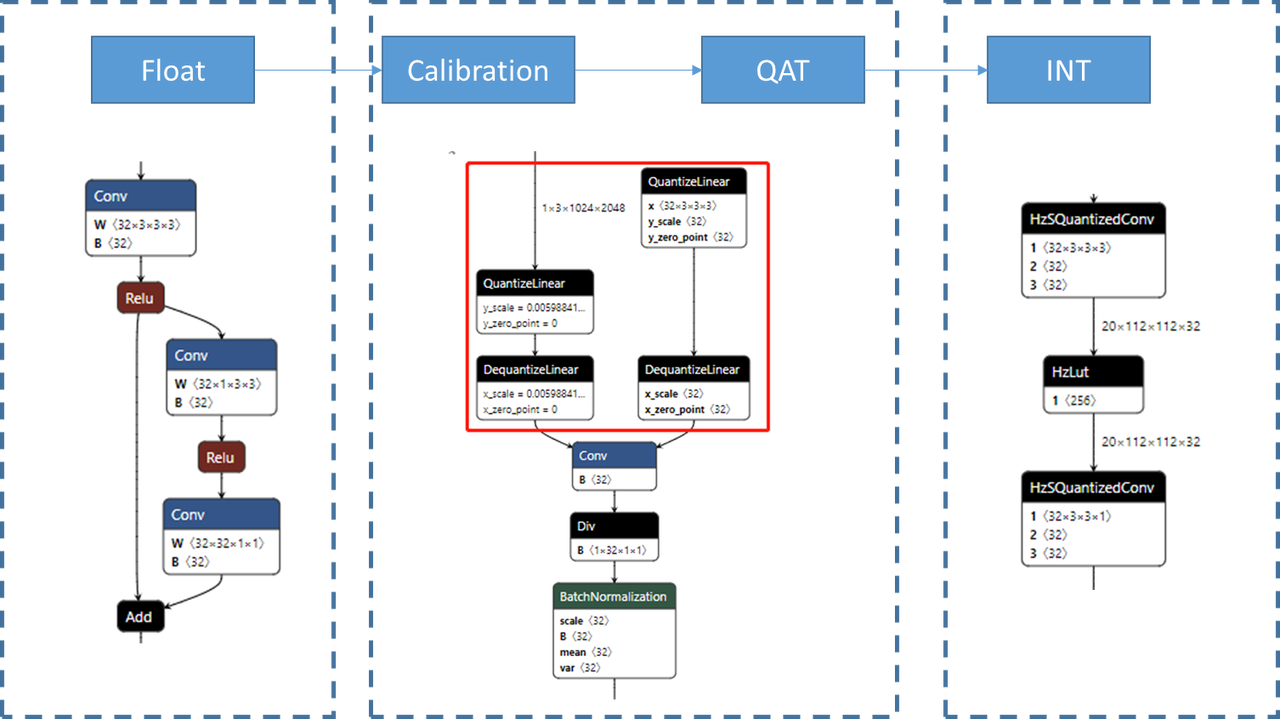 Float
Calibration
QAT
INT
Conv
W〈32×3×3×3〉
B〈32〉
Relu
Conv
W〈32×1×3×3〉
B〈32〉
Relu
Conv
W〈32×32×1×1〉
B〈32〉
Add
1×3×1024×2048
QuantizeLinear
x〈32×3×3×3〉
y_scale〈32〉
y_zero_point〈32〉
QuantizeLinear
y_scale = 0.00598841...
y_zero_point = 0
DequantizeLinear
x_scale = 0.00598841...
x_zero_point = 0
DequantizeLinear
x_scale〈32〉
x_zero_point〈32〉
Conv
B〈32〉
Div
B〈1×32×1×1〉
BatchNormalization
scale〈32〉
B〈32〉
mean〈32〉
var〈32〉
HzSQuantizedConv
1〈32×3×3×3〉
2〈32〉
3〈32〉
20×112×112×32
HzLut
1〈256〉
20×112×112×32
HzSQuantizedConv
1〈32×3×3×1〉
2〈32〉
3〈32〉